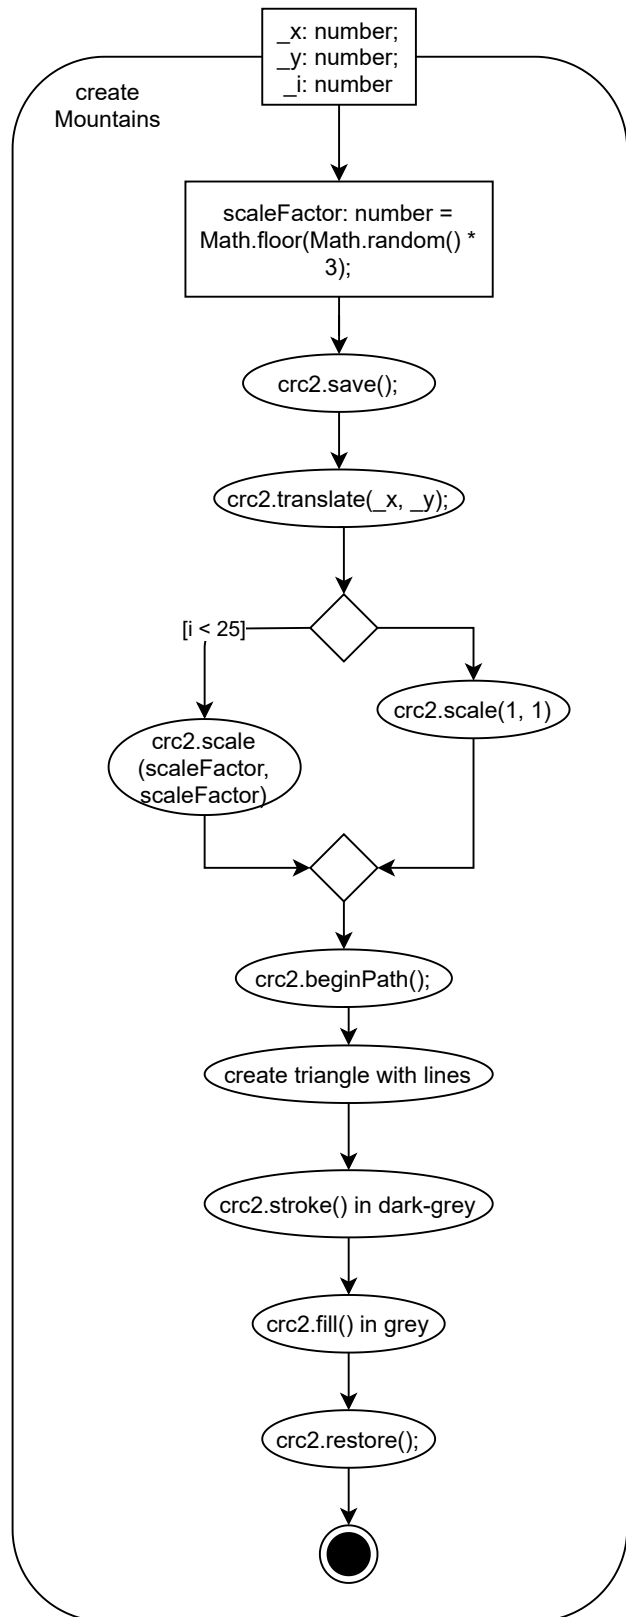 _x: number;
_y: number;
_i: number
create
Mountains
scaleFactor: number =
Math.floor(Math.random() *
3);
crc2.save();
crc2.translate(_x, _y);
[i < 25]
crc2.scale(1, 1)
crc2.scale
(scaleFactor,
scaleFactor)
crc2.beginPath();
create triangle with lines
crc2.stroke() in dark-grey
crc2.fill() in grey
crc2.restore();